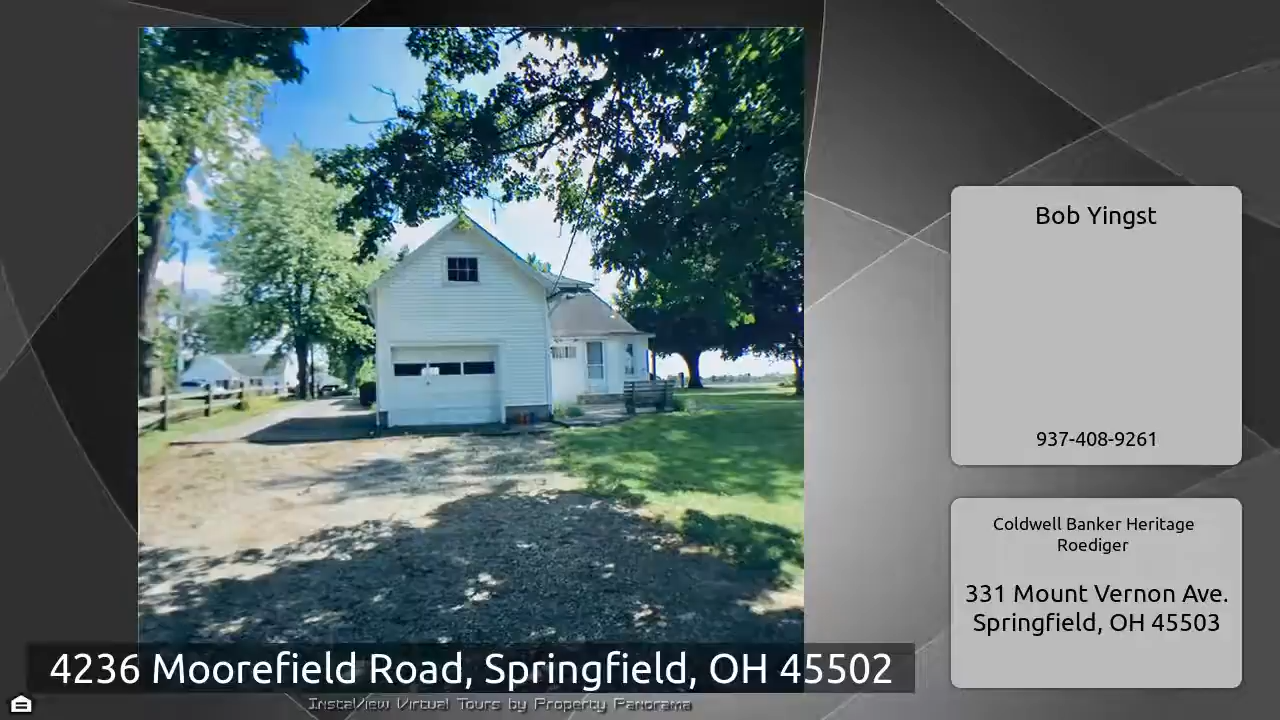 Bob Yingst
937-408-9261
Coldwell Banker Heritage
Roediger
331 Mount Vernon Ave.
Springfield, OH 45503
4236 Moorefield Road, Springfield, OH 45502
InstaView Virtual Tours by Property Panorama